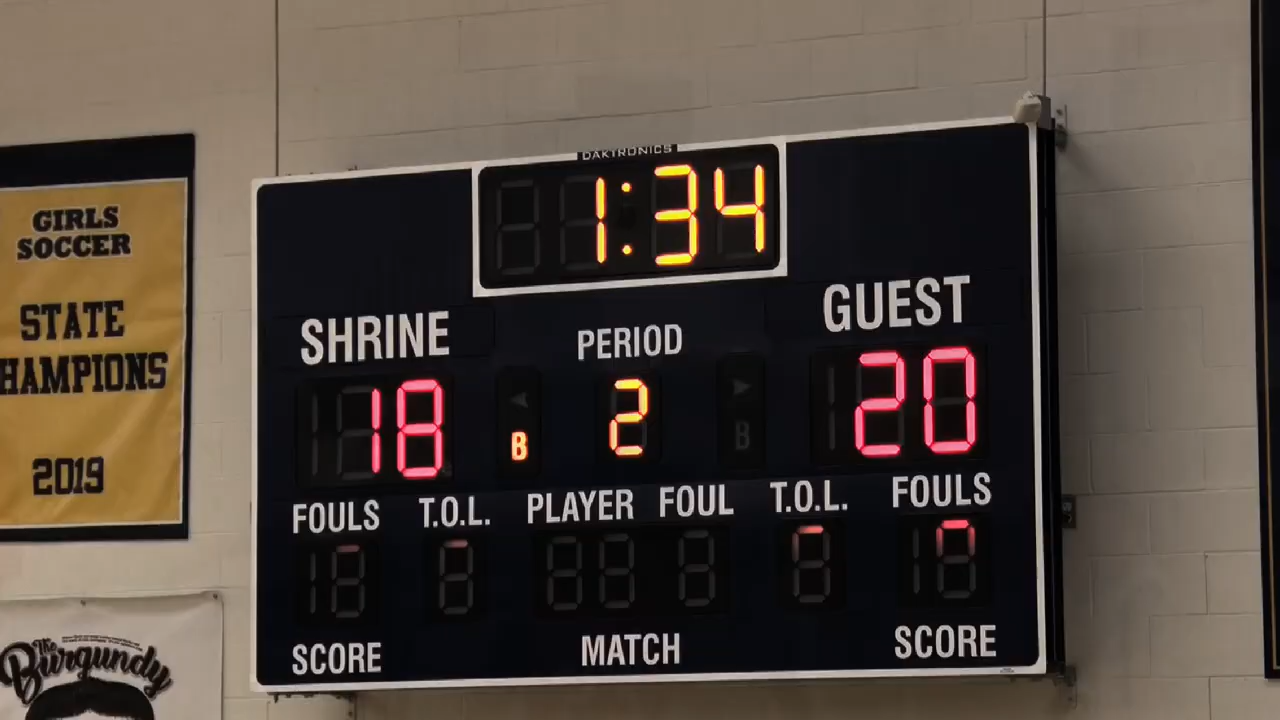 DAKTRONICS
1:34
GIRLS
SOCCER
STATE
HAMPIONS
2019
SHRINE
PERIOD
GUEST
18
B
2
20
FOULS
T.O.L.
PLAYER
FOUL
T.O.L.
FOULS
SCORE
MATCH
SCORE
The
Burgundy